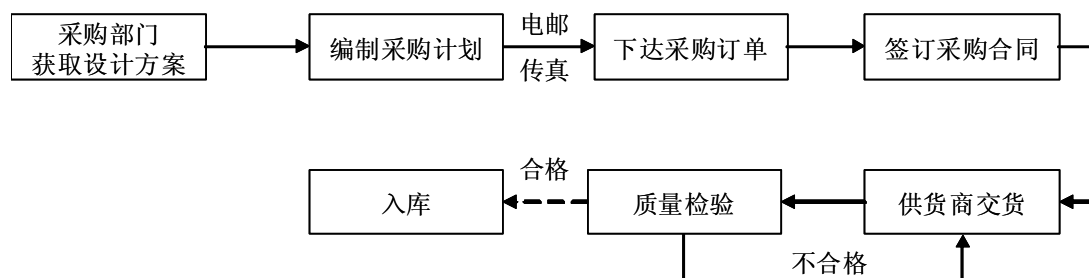 采购部门
获取设计方案
编制采购计划
电邮
传真
下达采购订单
签订采购合同
入库
合格
质量检验
供货商交货
不合格